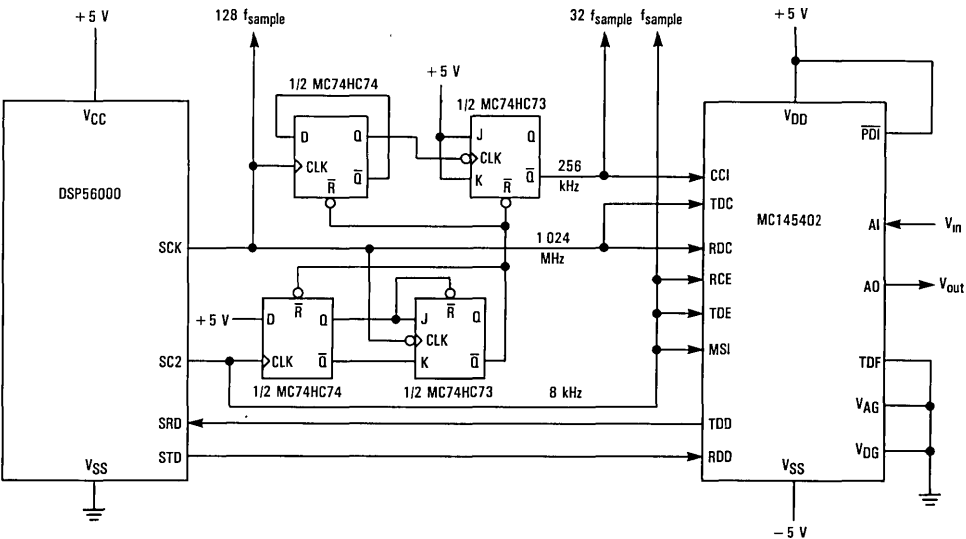 +5 V
128 fsample
32 fsample
fsample
+5 V
1/2 MC74HC74
+5 V
1/2 MC73HC73
VCC
DSP56000
SCK
SC2
SRD
STD
VSS
D
Q
CLK
Q̅
R̅
J
Q
CLK
K
Q̅
R̅
256
kHz
1 024
MHz
+5 V
D
R̅
Q
CLK
Q̅
1/2 MC74HC74
J
R̅
Q
CLK
K
Q̅
1/2 MC74HC73
8 kHz
VDD
P̅D̅I̅
CCI
TDC
MC145402
RDC
AI
Vin
RCE
AO
Vout
TDE
MSI
TDF
VAG
TDD
VDG
RDD
VSS
−5 V